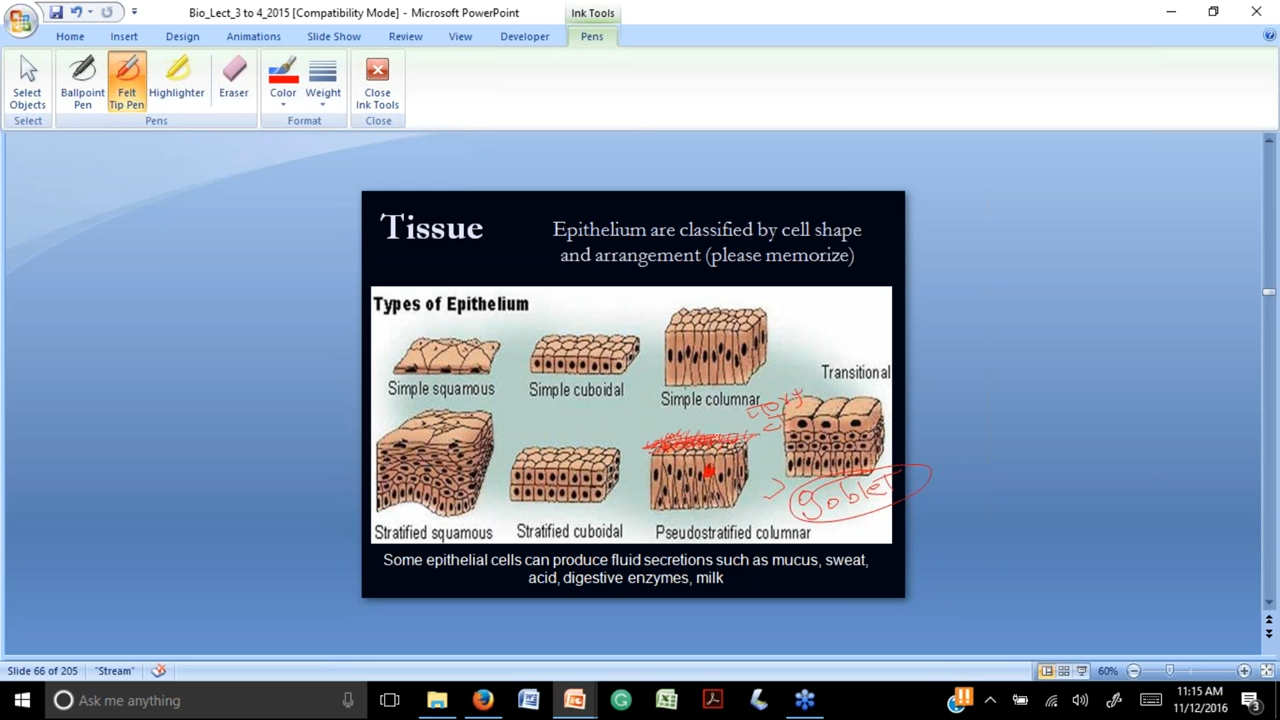 Bio_Lect_3 to 4_2015 [Compatibility Mode] - Microsoft PowerPoint
Ink Tools
Home Insert Design Animations Slide Show Review View Developer Pens
Select Objects
Ballpoint Pen
Felt Tip Pen
Highlighter
Eraser
Color
Weight
Close Ink Tools
Select Pens Format Close
Tissue
Epithelium are classified by cell shape
and arrangement (please memorize)
Types of Epithelium
Transitional
Simple squamous Simple cuboidal Simple columnar
goblet
Stratified squamous Stratified cuboidal Pseudostratified columnar
Some epithelial cells can produce fluid secretions such as mucus, sweat,
acid, digestive enzymes, milk
Slide 66 of 205 "Stream" 60%
Ask me anything
11:15 AM
11/12/2016
3